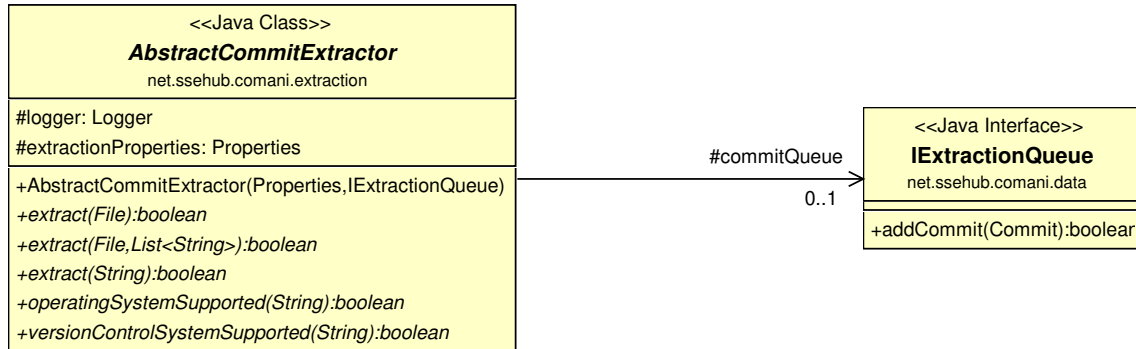 <<Java Class>>
AbstractCommitExtractor
net.ssehub.comani.extraction
#logger: Logger
#extractionProperties: Properties
+AbstractCommitExtractor(Properties,IExtractionQueue)
+extract(File):boolean
+extract(File,List<String>):boolean
+extract(String):boolean
+operatingSystemSupported(String):boolean
+versionControlSystemSupported(String):boolean
#commitQueue
0..1
<<Java Interface>>
IExtractionQueue
net.ssehub.comani.data
+addCommit(Commit):boolean